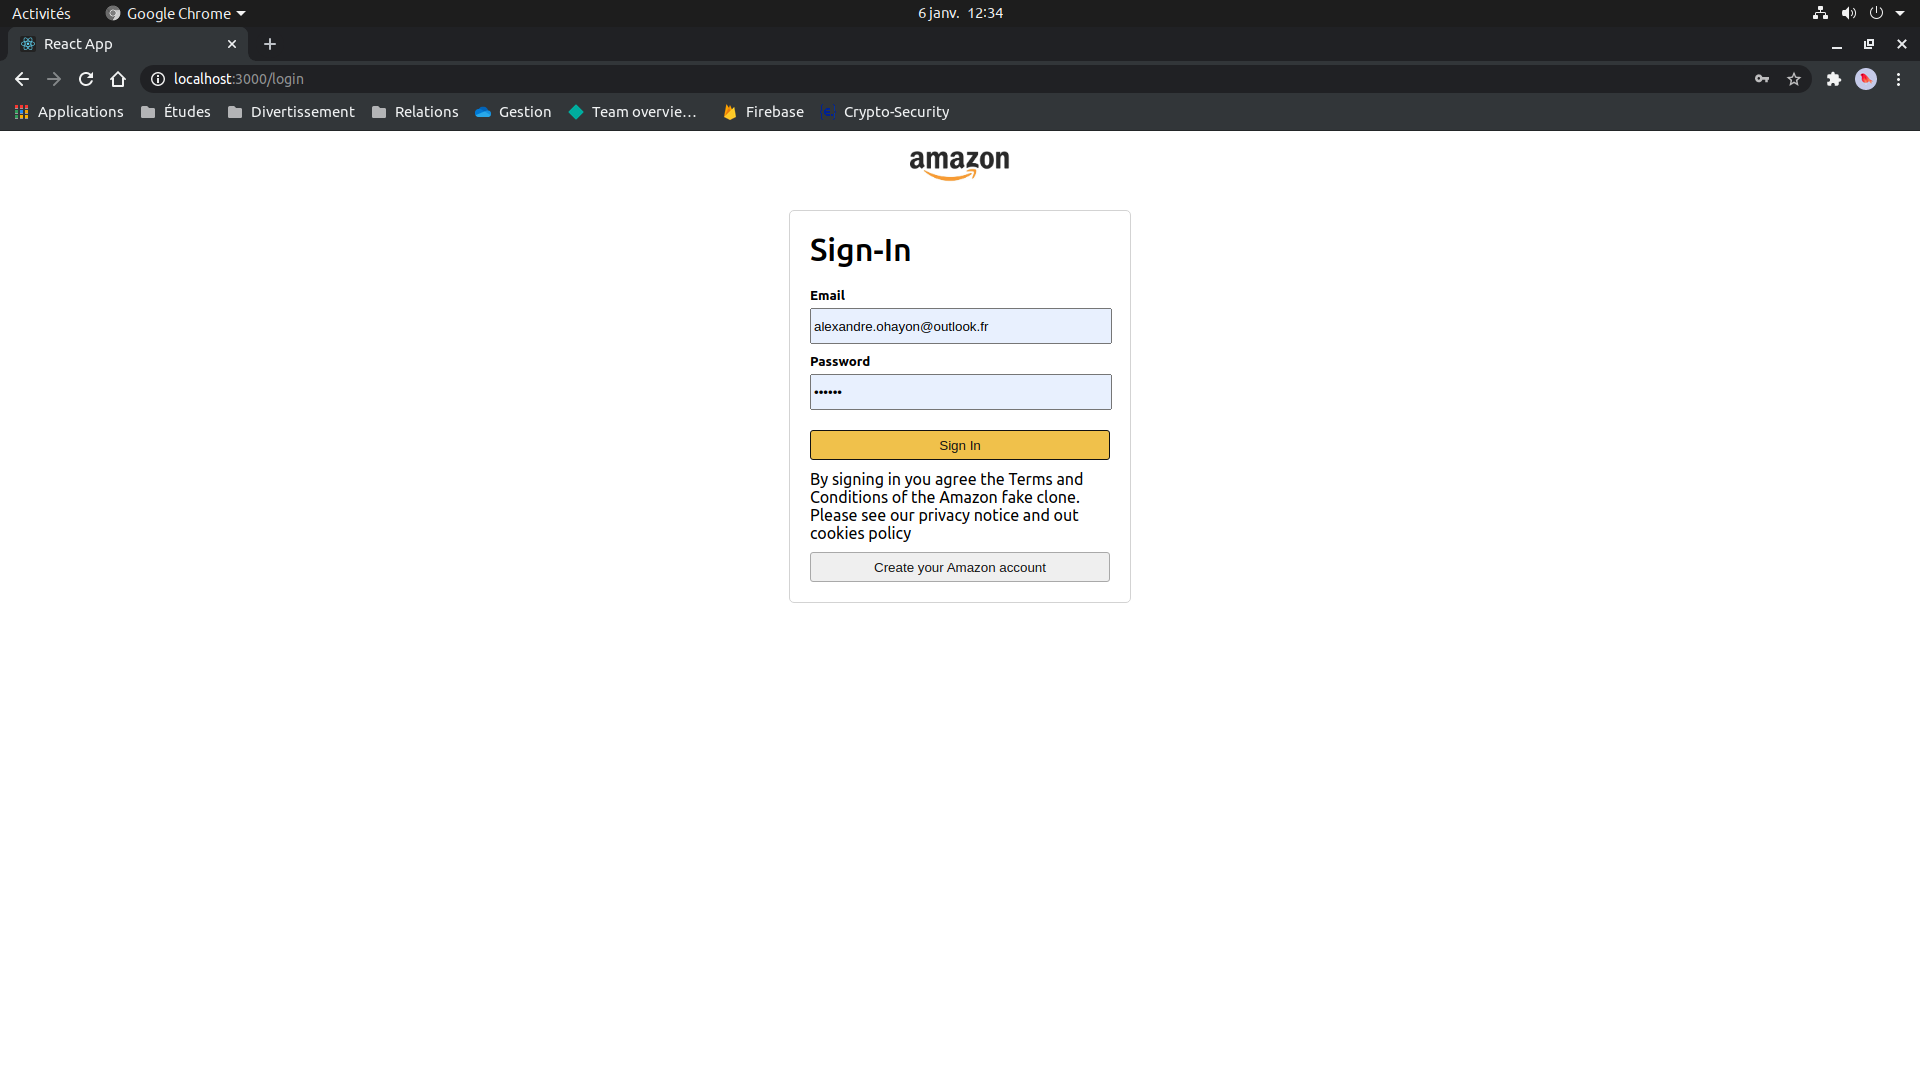 Activités Google Chrome 6 janv. 12:34
React App
localhost:3000/login
Applications Études Divertissement Relations Gestion Team overvie… Firebase Crypto-Security
amazon
Sign-In
Email
alexandre.ohayon@outlook.fr
Password
••••••
Sign In
By signing in you agree the Terms and
Conditions of the Amazon fake clone.
Please see our privacy notice and out
cookies policy
Create your Amazon account